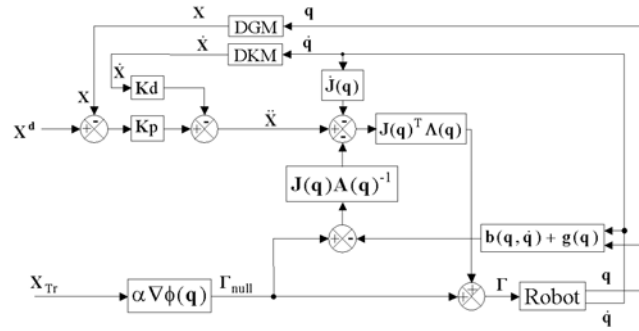 X DGM q
Ẋ DKM q̇
Ẋ Kd J̇(q)
X
X^d + - Kp + - Ẍ + - - J(q)^T Λ(q)
J(q)A(q)^-1
+ - b(q, q̇) + g(q)
X_Tr α∇ϕ(q) Γ_null + + Γ Robot q
q̇